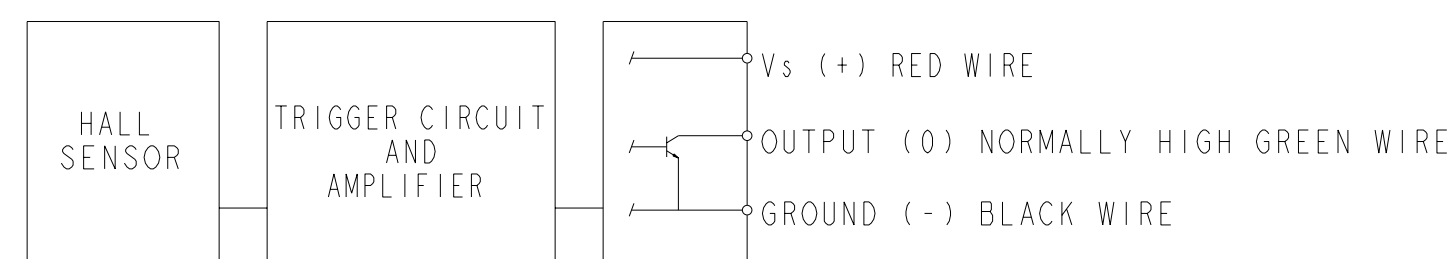 HALL
SENSOR
TRIGGER CIRCUIT
AND
AMPLIFIER
Vs (+) RED WIRE
OUTPUT (O) NORMALLY HIGH GREEN WIRE
GROUND (-) BLACK WIRE